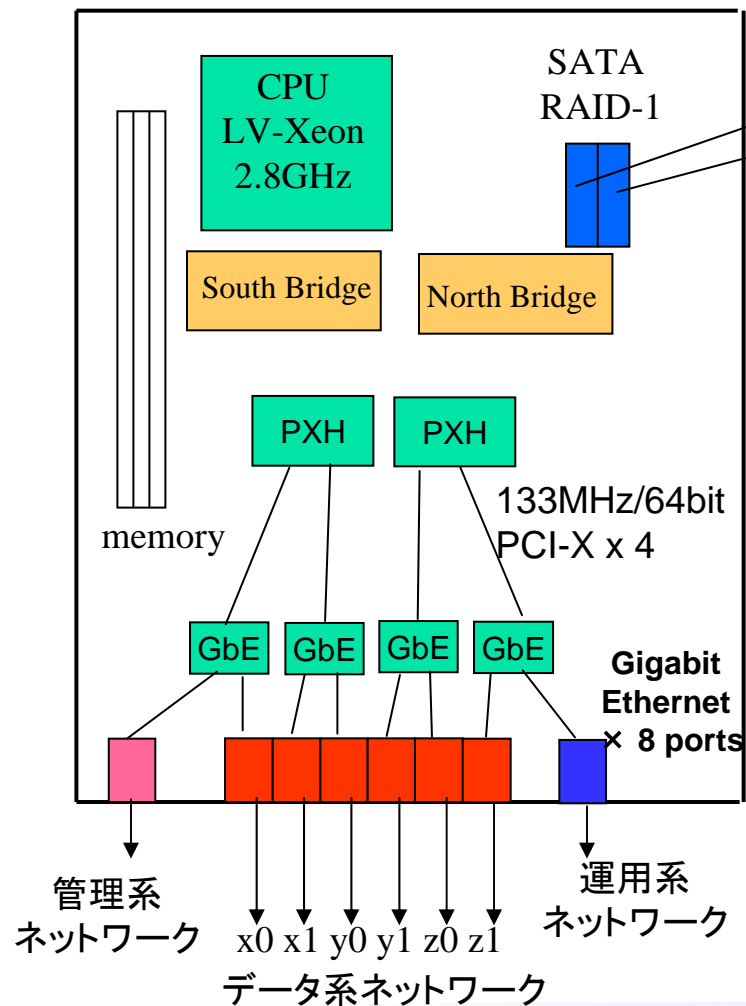 CPU
LV-Xeon
2.8GHz
SATA
RAID-1
South Bridge
North Bridge
PXH
PXH
133MHz/64bit
PCI-X x 4
memory
GbE
GbE
GbE
GbE
Gigabit
Ethernet
× 8 ports
管理系
ネットワーク
x0 x1 y0 y1 z0 z1
データ系ネットワーク
運用系
ネットワーク